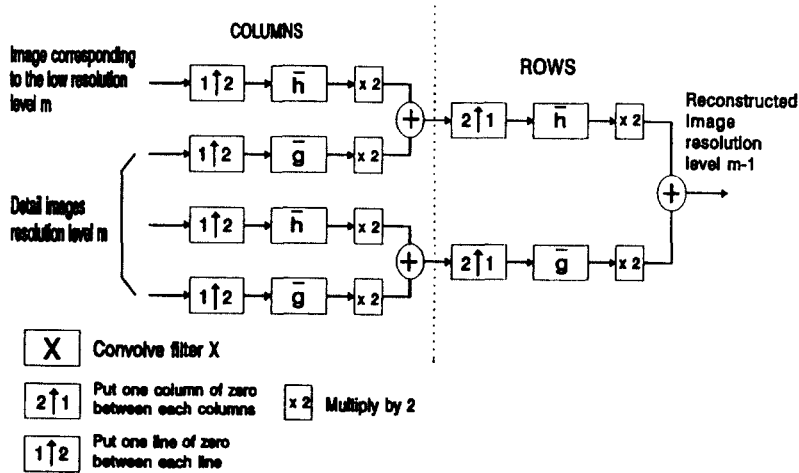 COLUMNS
Image corresponding
to the low resolution
level m
1↑2
h̄
x 2
+
ROWS
2↑1
h̄
x 2
Reconstructed
Image
resolution
level m-1
1↑2
ḡ
x 2
+
Detail images
resolution level m
1↑2
h̄
x 2
+
2↑1
ḡ
x 2
1↑2
ḡ
x 2
X Convolve filter X
2↑1 Put one column of zero
between each columns
x 2 Multiply by 2
1↑2 Put one line of zero
between each line